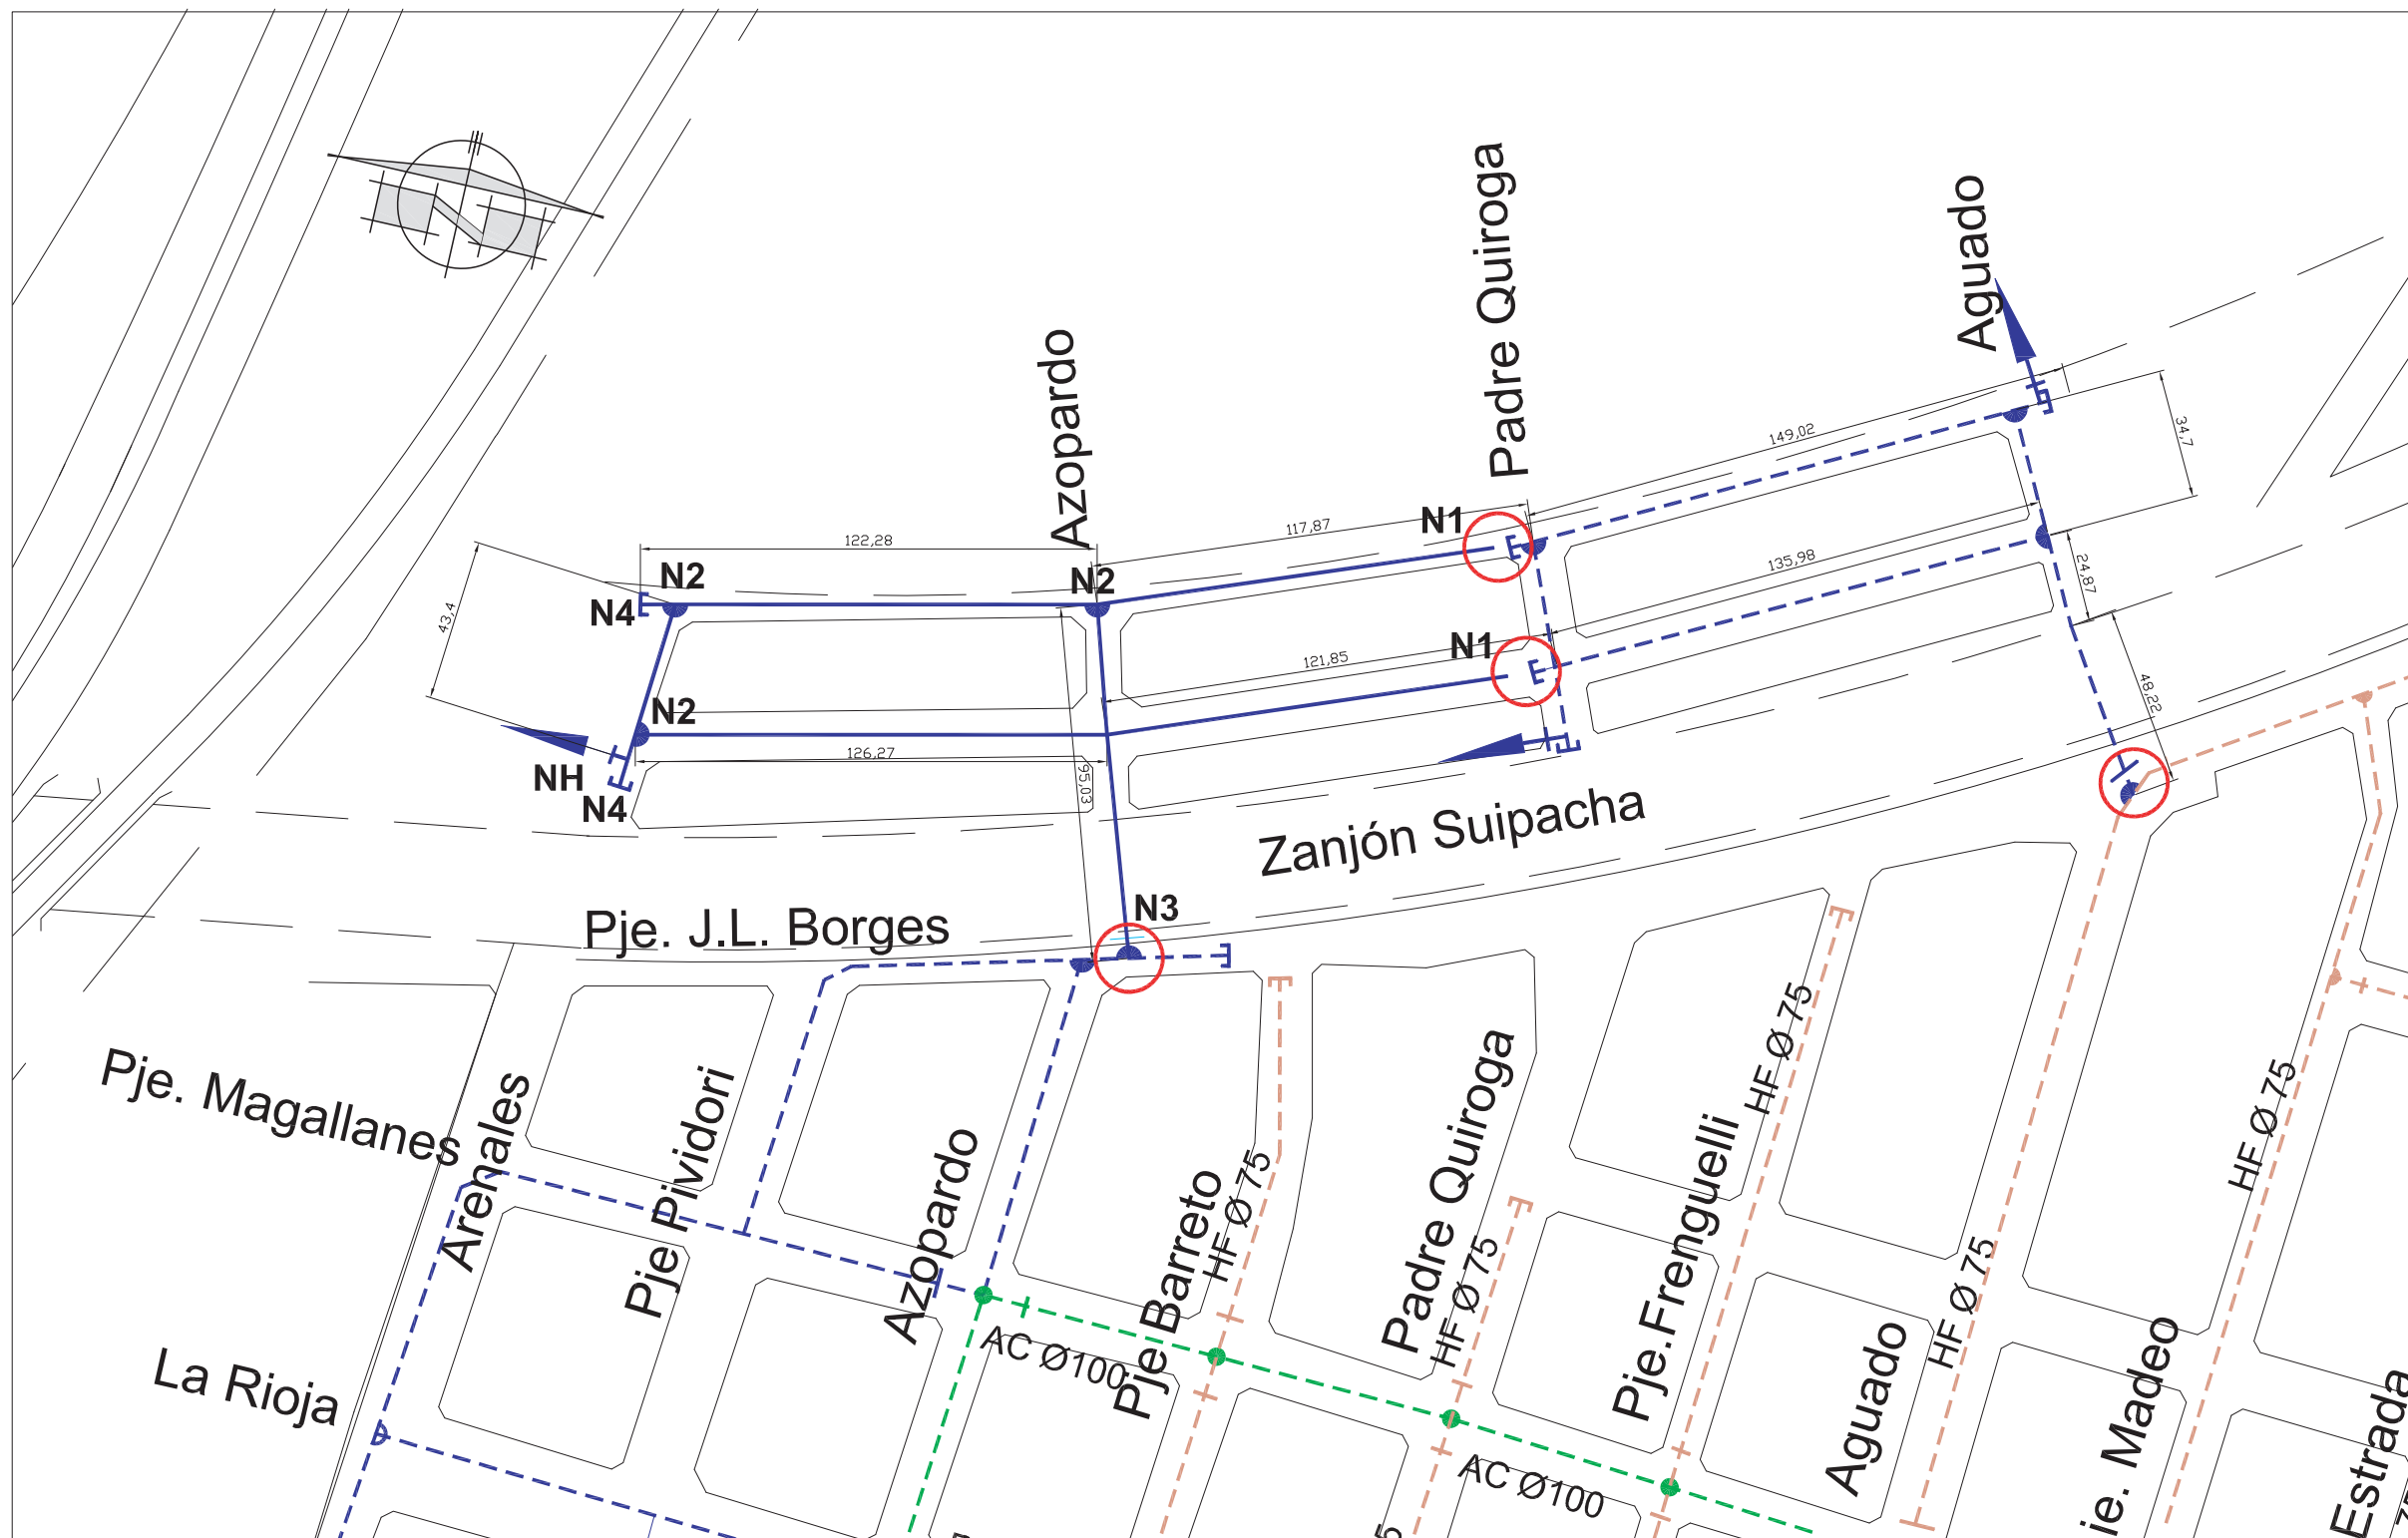 Padre Quiroga
Aguado
Azopardo
149,02
34,7
N1
117,87
122,28
N2
N2
N4
43,4
135,98
24,87
N1
121,85
48,22
N2
126,27
NH
N4
95,03
Zanjón Suipacha
N3
Pje. J.L. Borges
Pje. Magallanes
Arenales
Pje Pividori
Azopardo
Pje Barreto
HF Ø 75
Padre Quiroga
HF Ø 75
Pje.Frenguelli
HF Ø 75
Aguado
HF Ø 75
HF Ø 75
La Rioja
AC Ø100
AC Ø100
ie. Madeo
Estrada